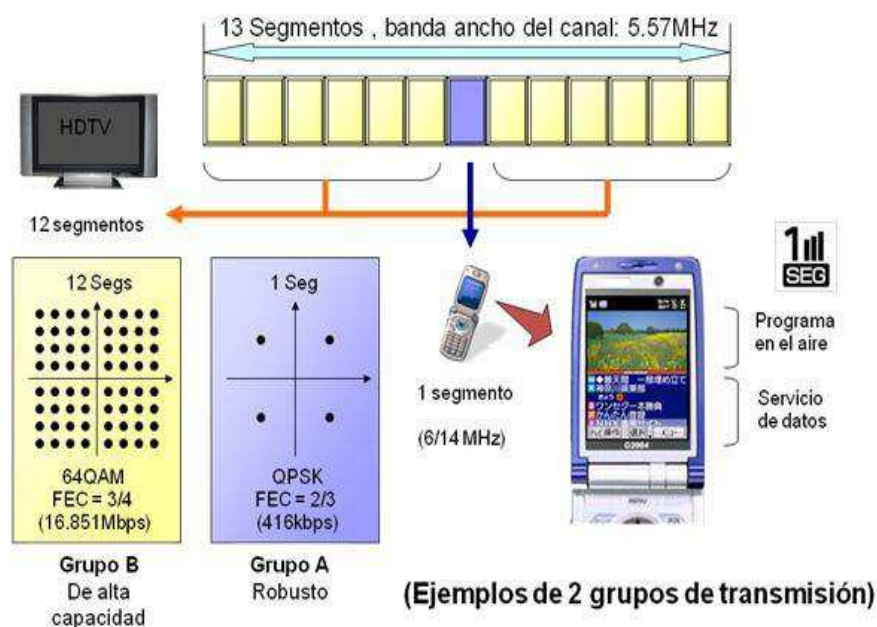 13 Segmentos , banda ancho del canal: 5.57MHz
HDTV
12 segmentos
12 Segs
64QAM
FEC = 3/4
(16.851Mbps)
Grupo B
De alta
capacidad
1 Seg
QPSK
FEC = 2/3
(416kbps)
Grupo A
Robusto
1 segmento
(6/14 MHz)
1
SEG
Programa
en el aire
Servicio
de datos
(Ejemplos de 2 grupos de transmisión)